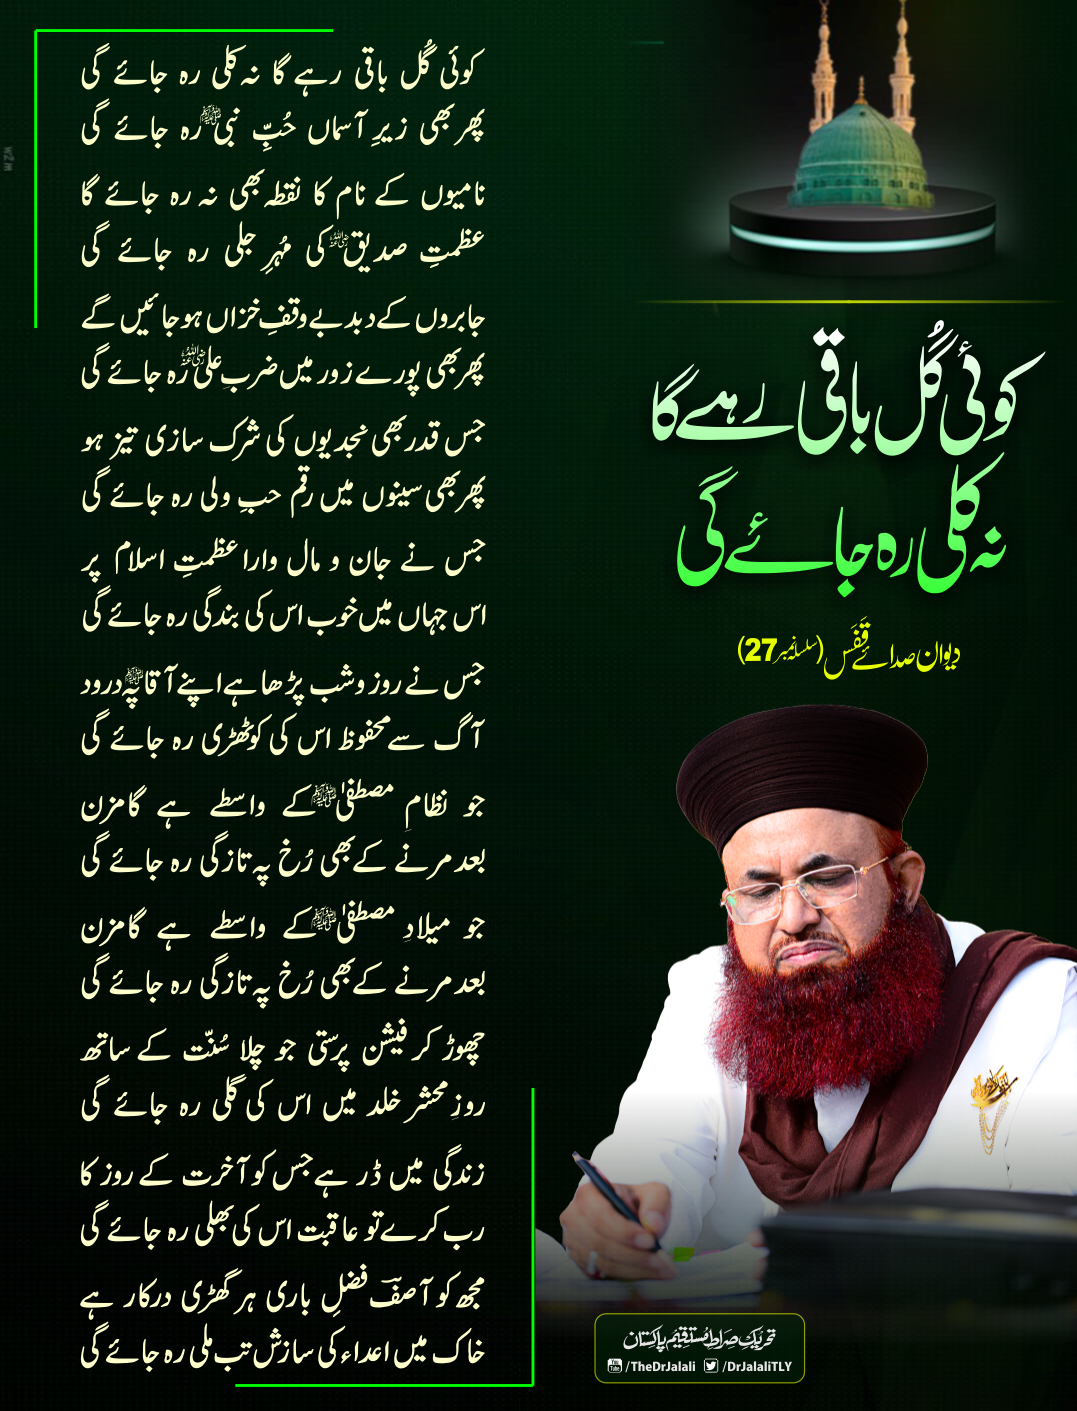 کوئی گُل باقی رہے گا نہ کلی رہ جائے گی
پھر بھی زیرِ آسماں حُبِّ نبی ﷺ رہ جائے گی
نامیوں کے نام کا نقطہ بھی نہ رہ جائے گا
عظمتِ صدیق رضی اللہ عنہ کی مُہرِ جلی رہ جائے گی
جابروں کے دبدبے وقفِ خزاں ہو جائیں گے
پھر بھی پورے زور میں ضربِ علی رضی اللہ عنہ رہ جائے گی
جس قدر بھی نجدیوں کی شرک سازی تیز ہو
پھر بھی سینوں میں رقم حبِ ولی رہ جائے گی
جس نے جان و مال وارا عظمتِ اسلام پر
اس جہاں میں خوب اس کی بندگی رہ جائے گی
جس نے روز و شب پڑھا ہے اپنے آقا ﷺ پہ درود
آگ سے محفوظ اس کی کوٹھڑی رہ جائے گی
جو نظامِ مصطفیٰ ﷺ کے واسطے ہے گامزن
بعد مرنے کے بھی رُخ پہ تازگی رہ جائے گی
جو میلادِ مصطفیٰ ﷺ کے واسطے ہے گامزن
بعد مرنے کے بھی رُخ پہ تازگی رہ جائے گی
چھوڑ کر فیشن پرستی جو چلا سُنّت کے ساتھ
روزِ محشر خلد میں اس کی گلی رہ جائے گی
زندگی میں ڈر ہے جس کو آخرت کے روز کا
رب کرے تو عاقبت اس کی بھلی رہ جائے گی
مجھ کو آصفؔ فضلِ باری ہر گھڑی درکار ہے
خاک میں اعداء کی سازش تب ملی رہ جائے گی
کوئی گُل باقی رہے گا
نہ کلی رہ جائے گی
دیوان صدائے قَفَس (سلسلہ نمبر 27)
تحریک صراط مستقیم پاکستان
/TheDrJalali /DrJalaliTLY